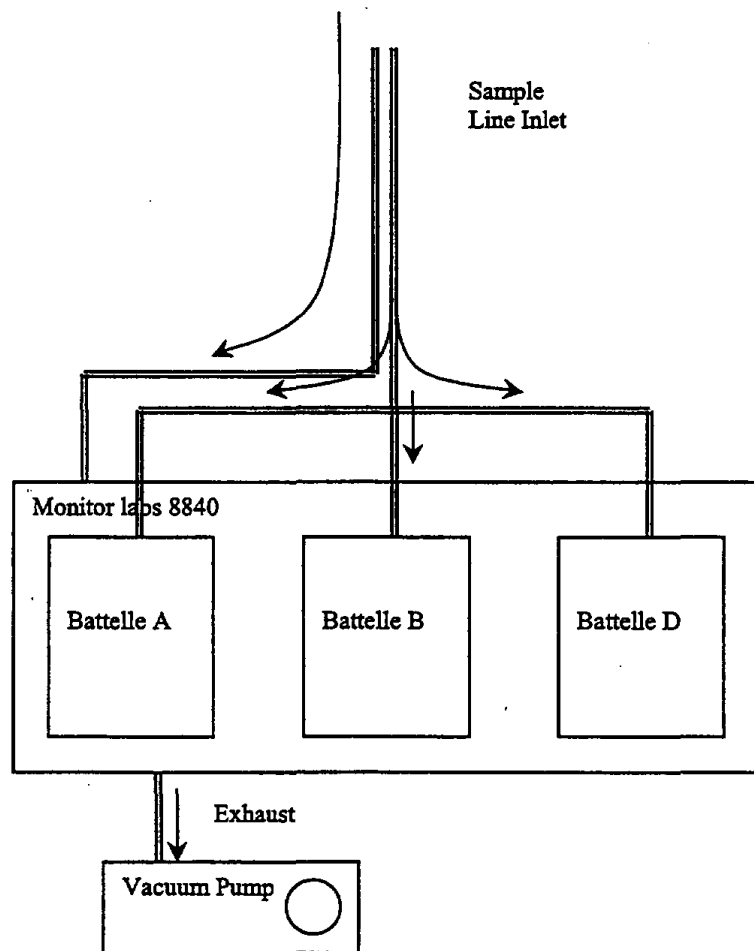 Sample
Line Inlet
Monitor labs 8840
Battelle A
Battelle B
Battelle D
Exhaust
Vacuum Pump